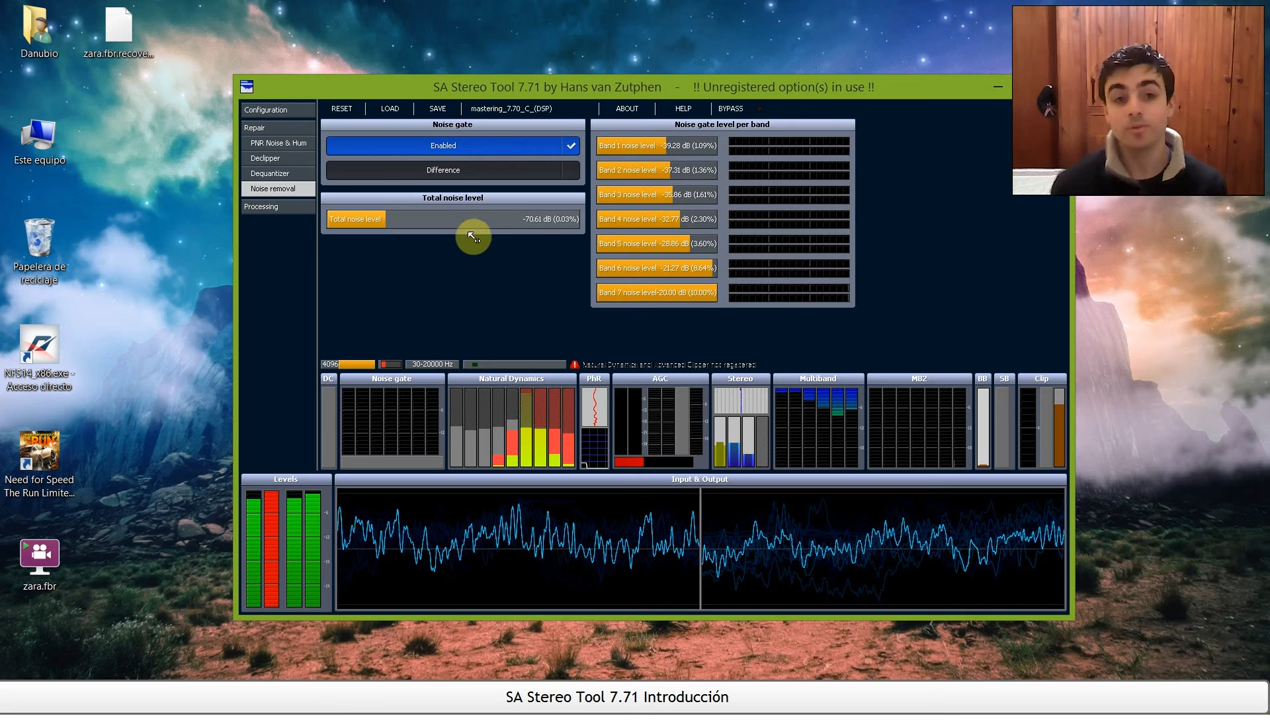 Danubio
zara.fbr.recove...
Este equipo
Papelera de
reciclaje
NFS14_x86.exe -
Acceso directo
Need for Speed
The Run Limite...
zara.fbr
SA Stereo Tool 7.71 by Hans van Zutphen - !! Unregistered option(s) in use !!
Configuration
Repair
PNR Noise & Hum
Declipper
Dequantizer
Noise removal
Processing
RESET LOAD SAVE mastering_7.70_C_(DSP) ABOUT HELP BYPASS
Noise gate
Enabled
Difference
Total noise level
Total noise level -70.61 dB (0.03%)
Noise gate level per band
Band 1 noise level -39.28 dB (1.09%)
Band 2 noise level -37.31 dB (1.36%)
Band 3 noise level -35.86 dB (1.61%)
Band 4 noise level -32.77 dB (2.30%)
Band 5 noise level -28.86 dB (3.60%)
Band 6 noise level -21.27 dB (8.64%)
Band 7 noise level -20.00 dB (10.00%)
4096 30-20000 Hz Natural Dynamics and Advanced Clipper not registered
DC Noise gate Natural Dynamics PhR AGC Stereo Multiband MB2 BB SB Clip
Levels
Input & Output
SA Stereo Tool 7.71 Introducción